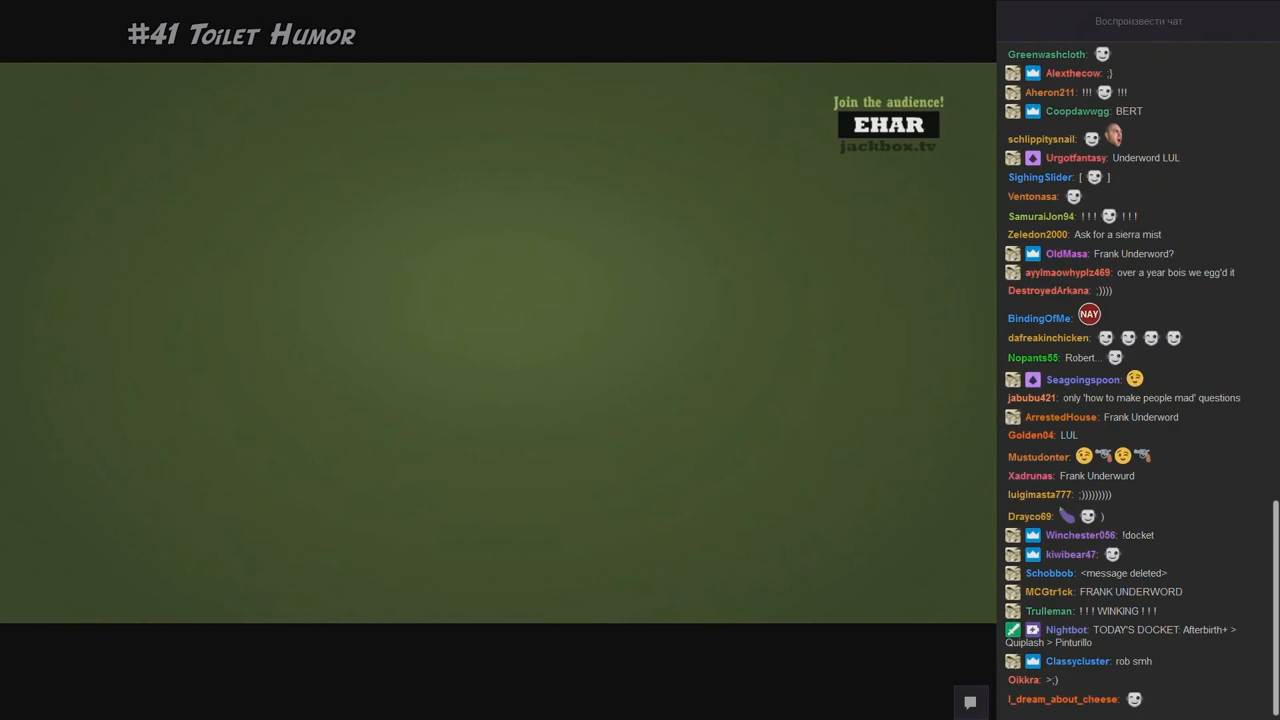 #41 Toilet Humor
Join the audience!
EHAR
jackbox.tv
Воспроизвести чат
Greenwashcloth:
Alexthecow: ;}
Aheron211: !!! !!!
Coopdawwgg: BERT
schlippitysnail:
Urgotfantasy: Underword LUL
SighingSlider: [ ]
Ventonasa:
SamuraiJon94: ! ! ! ! ! !
Zeledon2000: Ask for a sierra mist
OldMasa: Frank Underword?
ayylmaowhyplz469: over a year bois we egg'd it
DestroyedArkana: ;))))
BindingOfMe: NAY
dafreakinchicken:
Nopants55: Robert...
Seagoingspoon:
jabubu421: only 'how to make people mad' questions
ArrestedHouse: Frank Underword
Golden04: LUL
Mustudonter:
Xadrunas: Frank Underwurd
luigimasta777: ;)))))))))
Drayco69: )
Winchester056: !docket
kiwibear47:
Schobbob: <message deleted>
MCGtr1ck: FRANK UNDERWORD
Trulleman: ! ! ! WINKING ! ! !
Nightbot: TODAY'S DOCKET: Afterbirth+ >
Quiplash > Pinturillo
Classycluster: rob smh
Oikkra: >;)
I_dream_about_cheese: